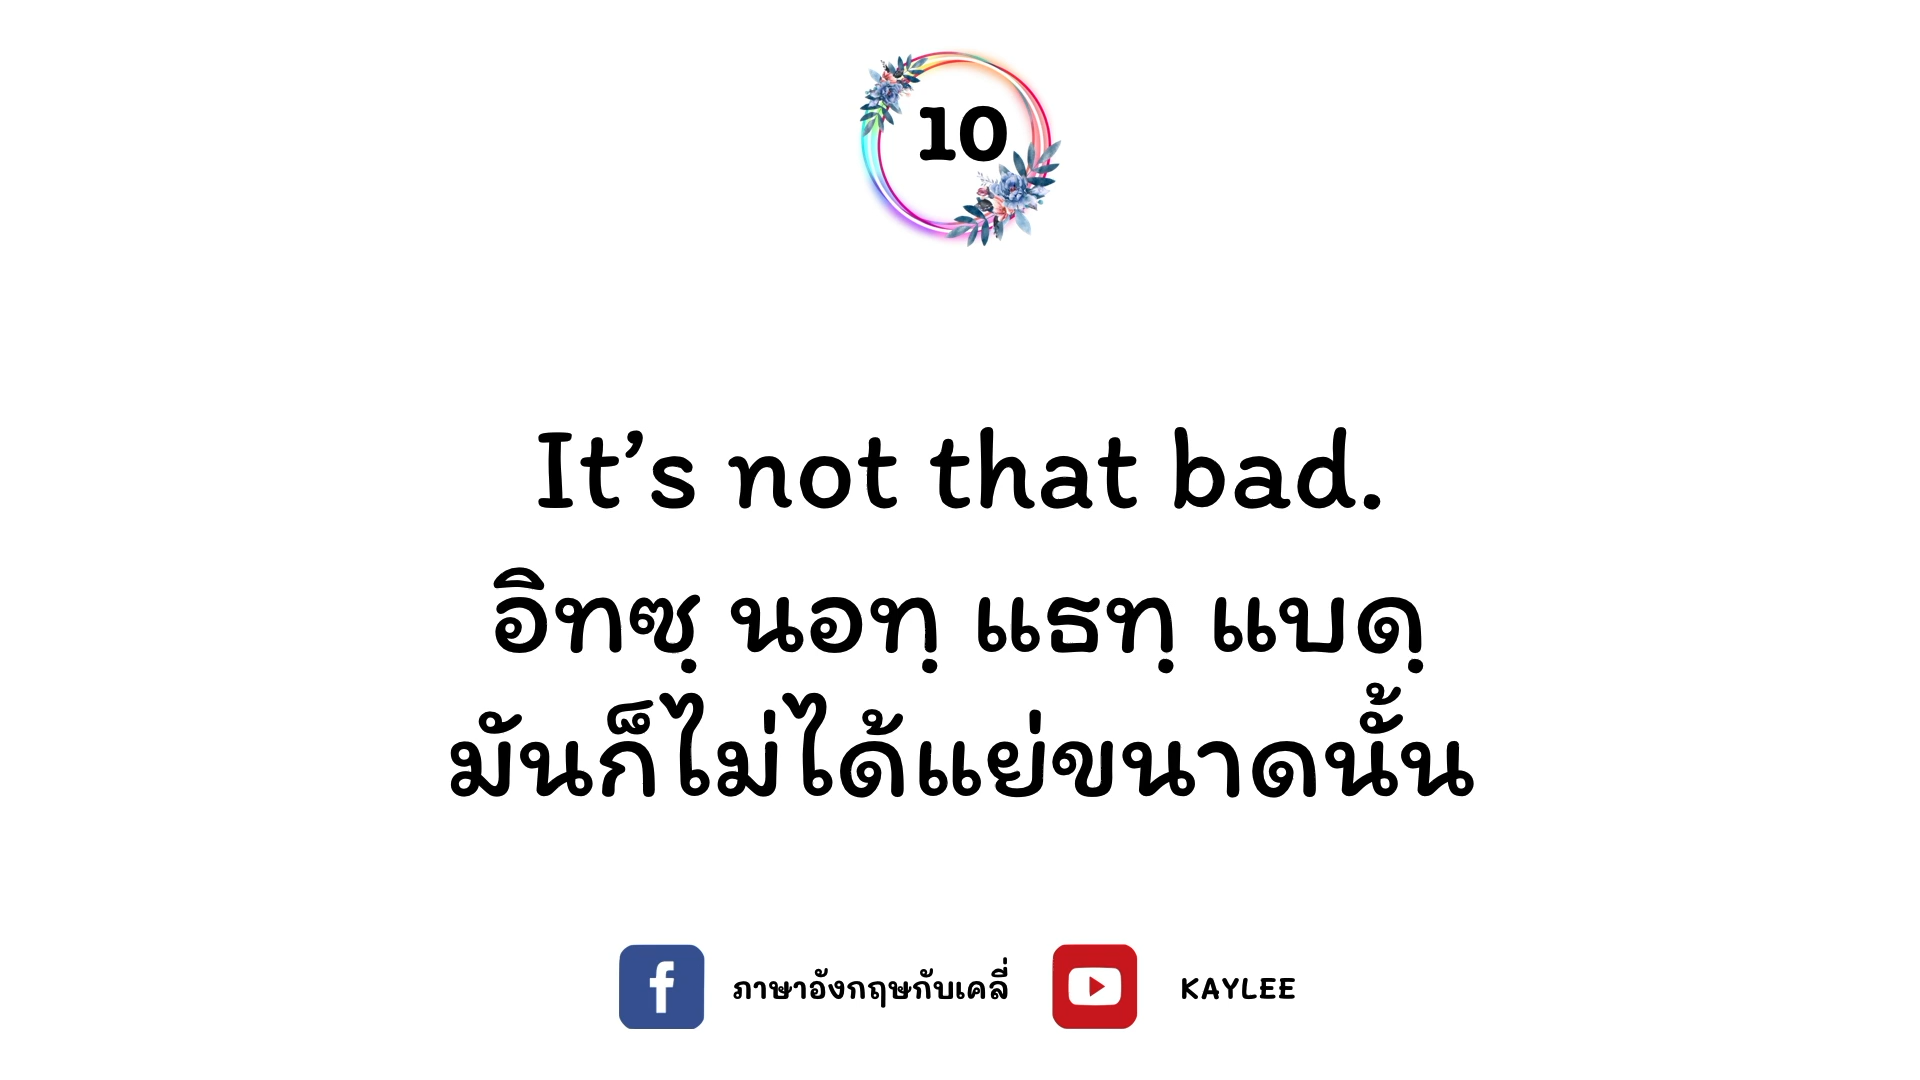 10
It’s not that bad.
อิทซฺ นอทฺ แธทฺ แบดฺ
มันก็ไม่ได้แย่ขนาดนั้น
f ภาษาอังกฤษกับเคลี่ KAYLEE